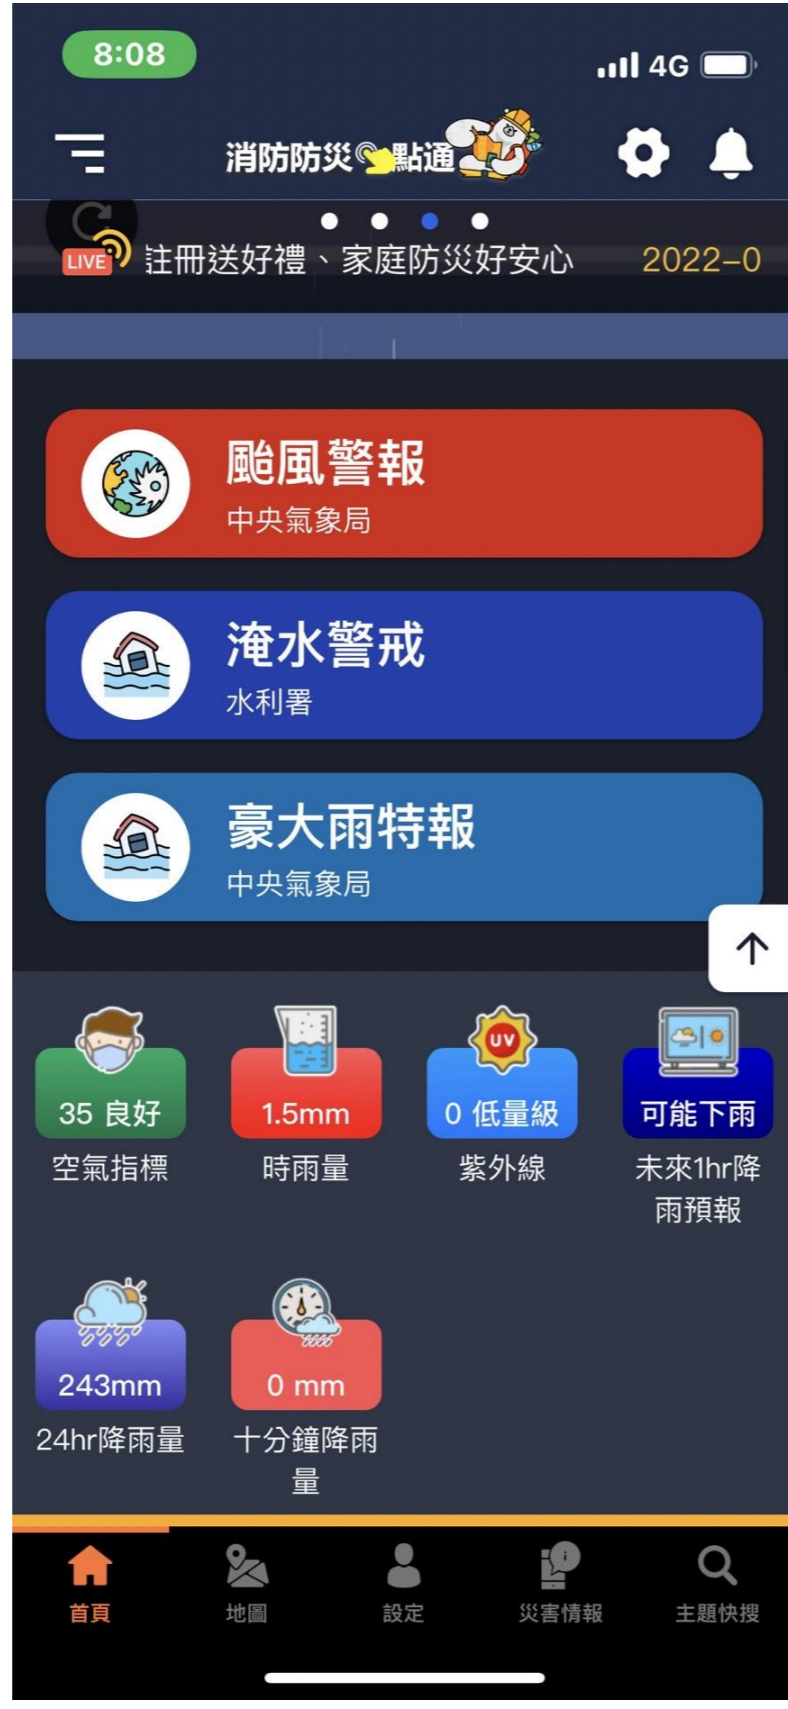 8:08
4G
消防防災 點通
LIVE 註冊送好禮、家庭防災好安心 2022-0
颱風警報
中央氣象局
淹水警戒
水利署
豪大雨特報
中央氣象局
UV
35 良好 1.5mm 0 低量級 可能下雨
空氣指標 時雨量 紫外線 未來1hr降
雨預報
243mm 0 mm
24hr降雨量 十分鐘降雨
量
首頁 地圖 設定 災害情報 主題快搜